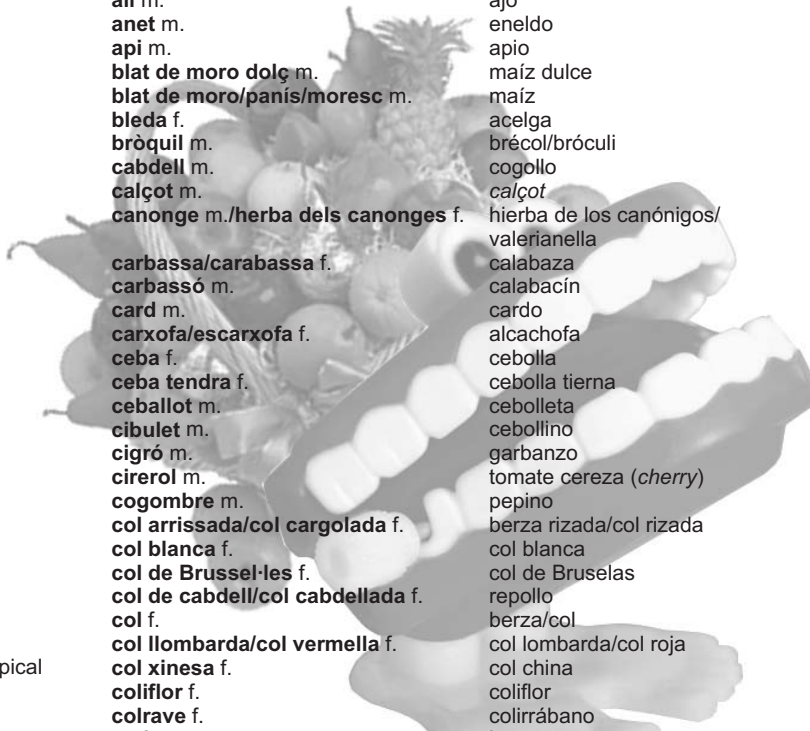 all m. ajo
anet m. eneldo
api m. apio
blat de moro dolç m. maíz dulce
blat de moro/panís/moresc m. maíz
bleda f. acelga
bròquil m. brécol/bróculi
cabdell m. cogollo
calçot m. calçot
canonge m./herba dels canonges f. hierba de los canónigos/
valerianella
carbassa/carabassa f. calabaza
carbassó m. calabacín
card m. cardo
carxofa/escarxofa f. alcachofa
ceba f. cebolla
ceba tendra f. cebolla tierna
ceballot m. cebolleta
cibulet m. cebollino
cigró m. garbanzo
cirerol m. tomate cereza (cherry)
cogombre m. pepino
col arrissada/col cargolada f. berza rizada/col rizada
col blanca f. col blanca
col de Brussel·les f. col de Bruselas
col de cabdell/col cabdellada f. repollo
col f. berza/col
col llombarda/col vermella f. col lombarda/col roja
pical col xinesa f. col china
coliflor f. coliflor
colrave f. colirrábano